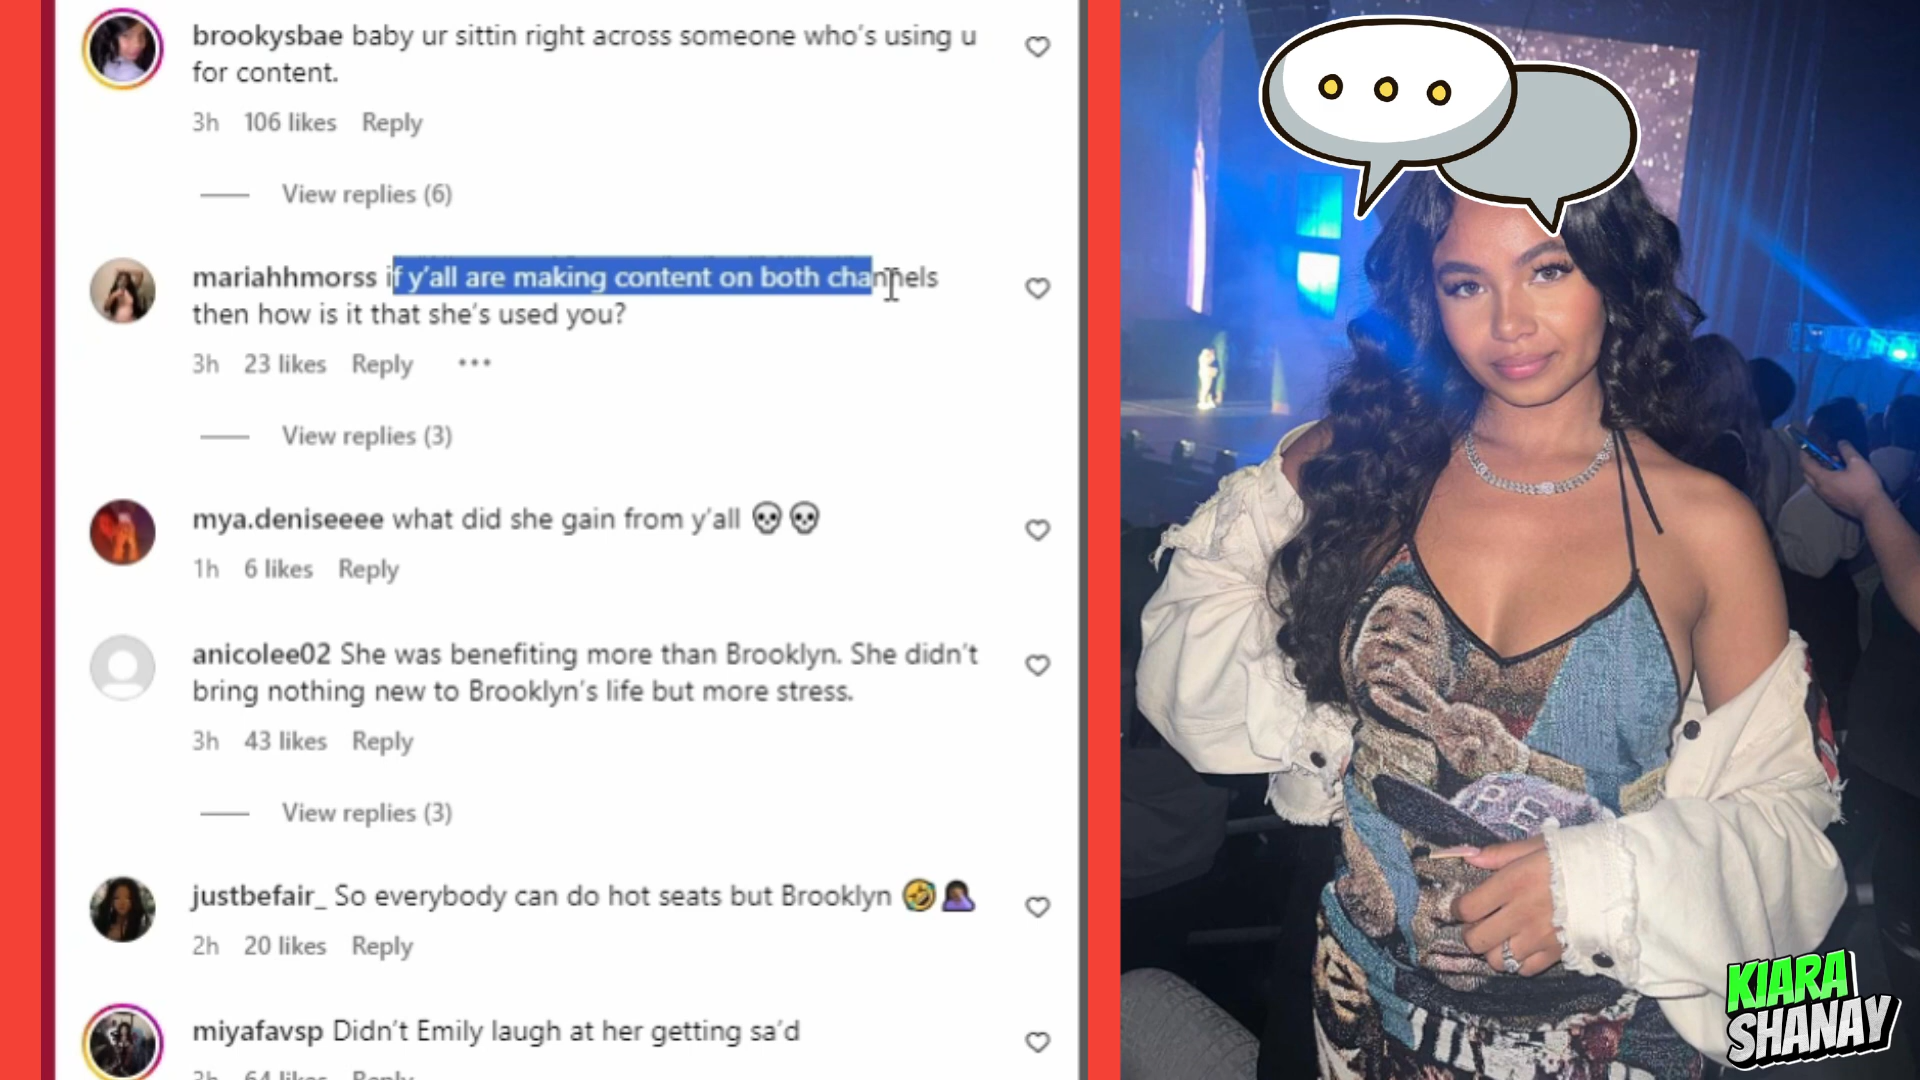 brookysbae baby ur sittin right across someone who's using u
for content.
3h 106 likes Reply
View replies (6)
mariahhmorss if y'all are making content on both channels
then how is it that she's used you?
3h 23 likes Reply •••
View replies (3)
mya.deniseeee what did she gain from y'all 💀💀
1h 6 likes Reply
anicolee02 She was benefiting more than Brooklyn. She didn't
bring nothing new to Brooklyn's life but more stress.
3h 43 likes Reply
View replies (3)
justbefair_ So everybody can do hot seats but Brooklyn 🤣🤦🏿‍♀️
2h 20 likes Reply
miyafavsp Didn't Emily laugh at her getting sa'd
64 likes Reply
KIARA
SHANAY